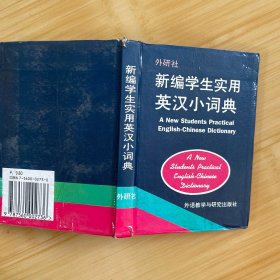 外研社
新编学生实用
英汉小词典
A New Students Practical
English-Chinese Dictionary
A New
Students Practical
English-Chinese
Dictionary
外语教学与研究出版社
新编学生实用英汉小词典
外研社